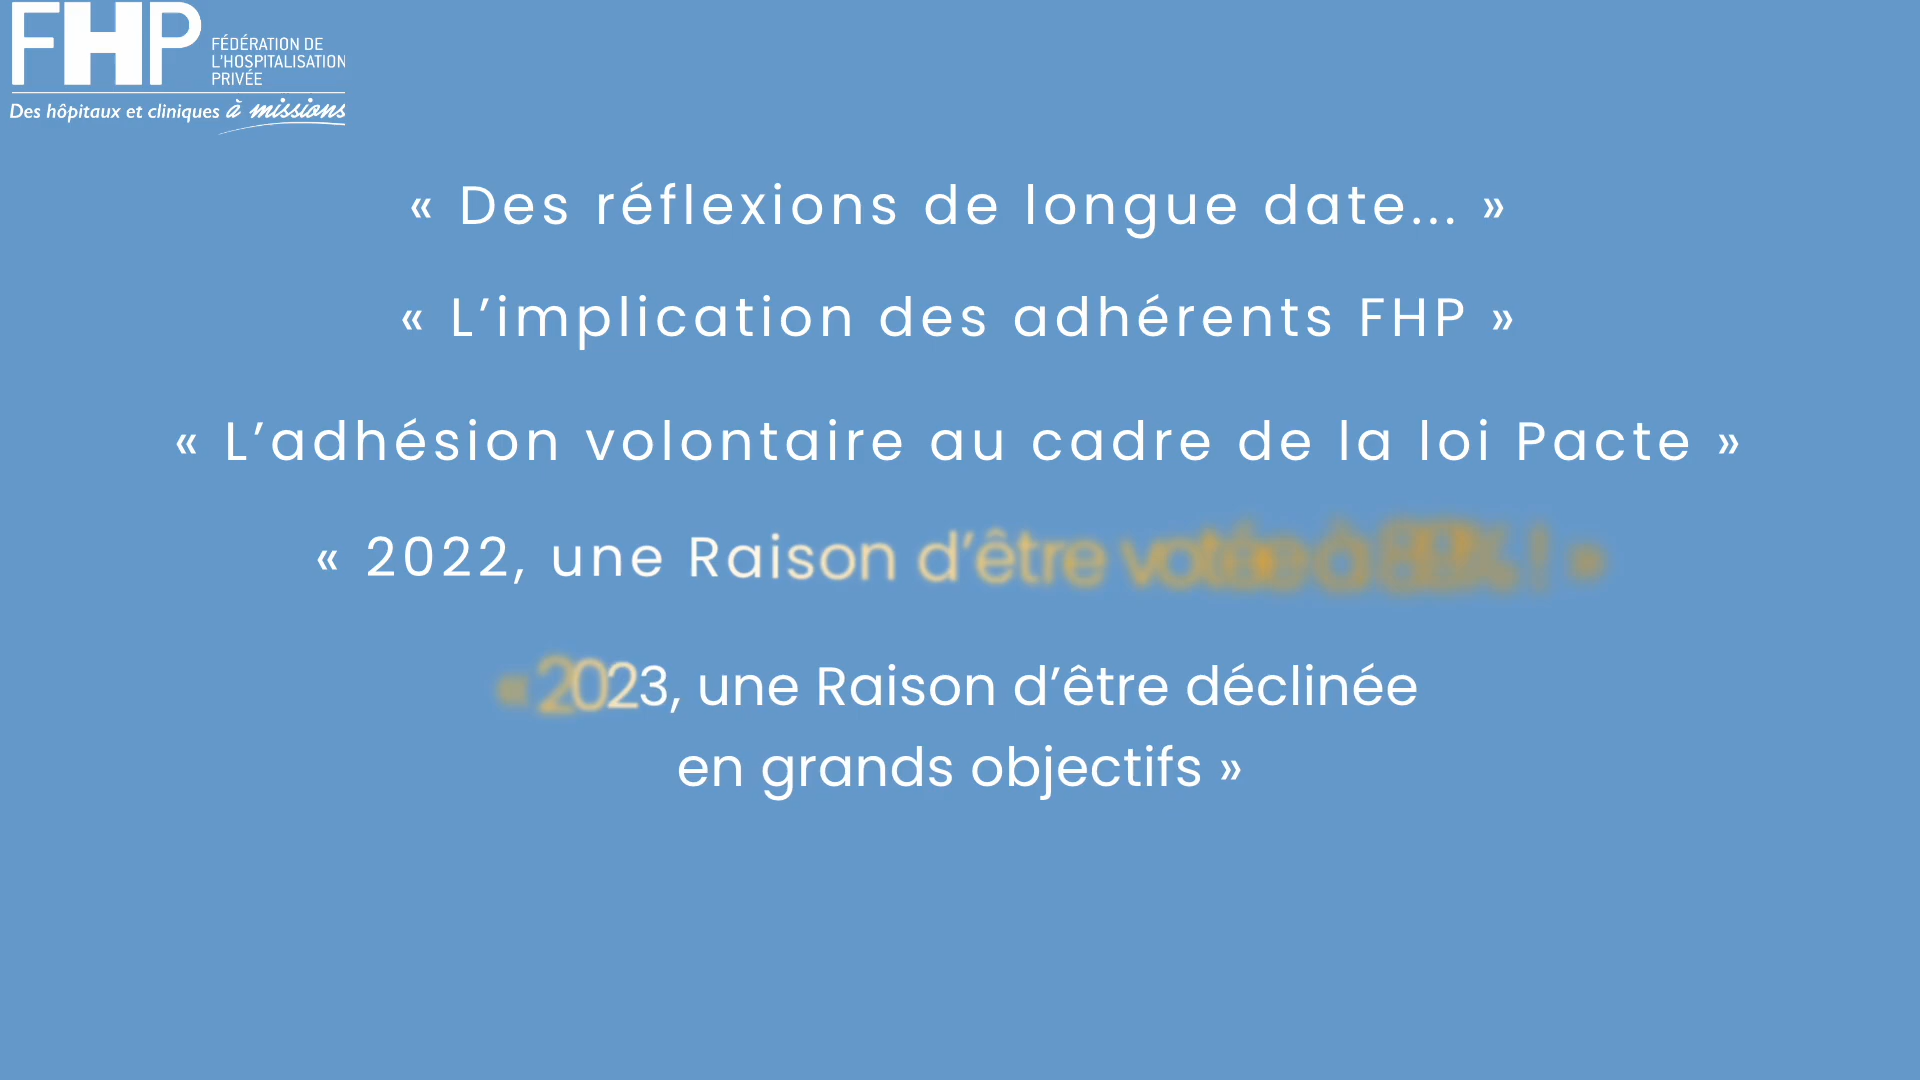 FHP
FÉDÉRATION DE
L'HOSPITALISATION
PRIVÉE
Des hôpitaux et cliniques à missions
« Des réflexions de longue date... »
« L’implication des adhérents FHP »
« L’adhésion volontaire au cadre de la loi Pacte »
« 2022, une Raison d’être votée à ! »
« 2023, une Raison d’être déclinée
en grands objectifs »